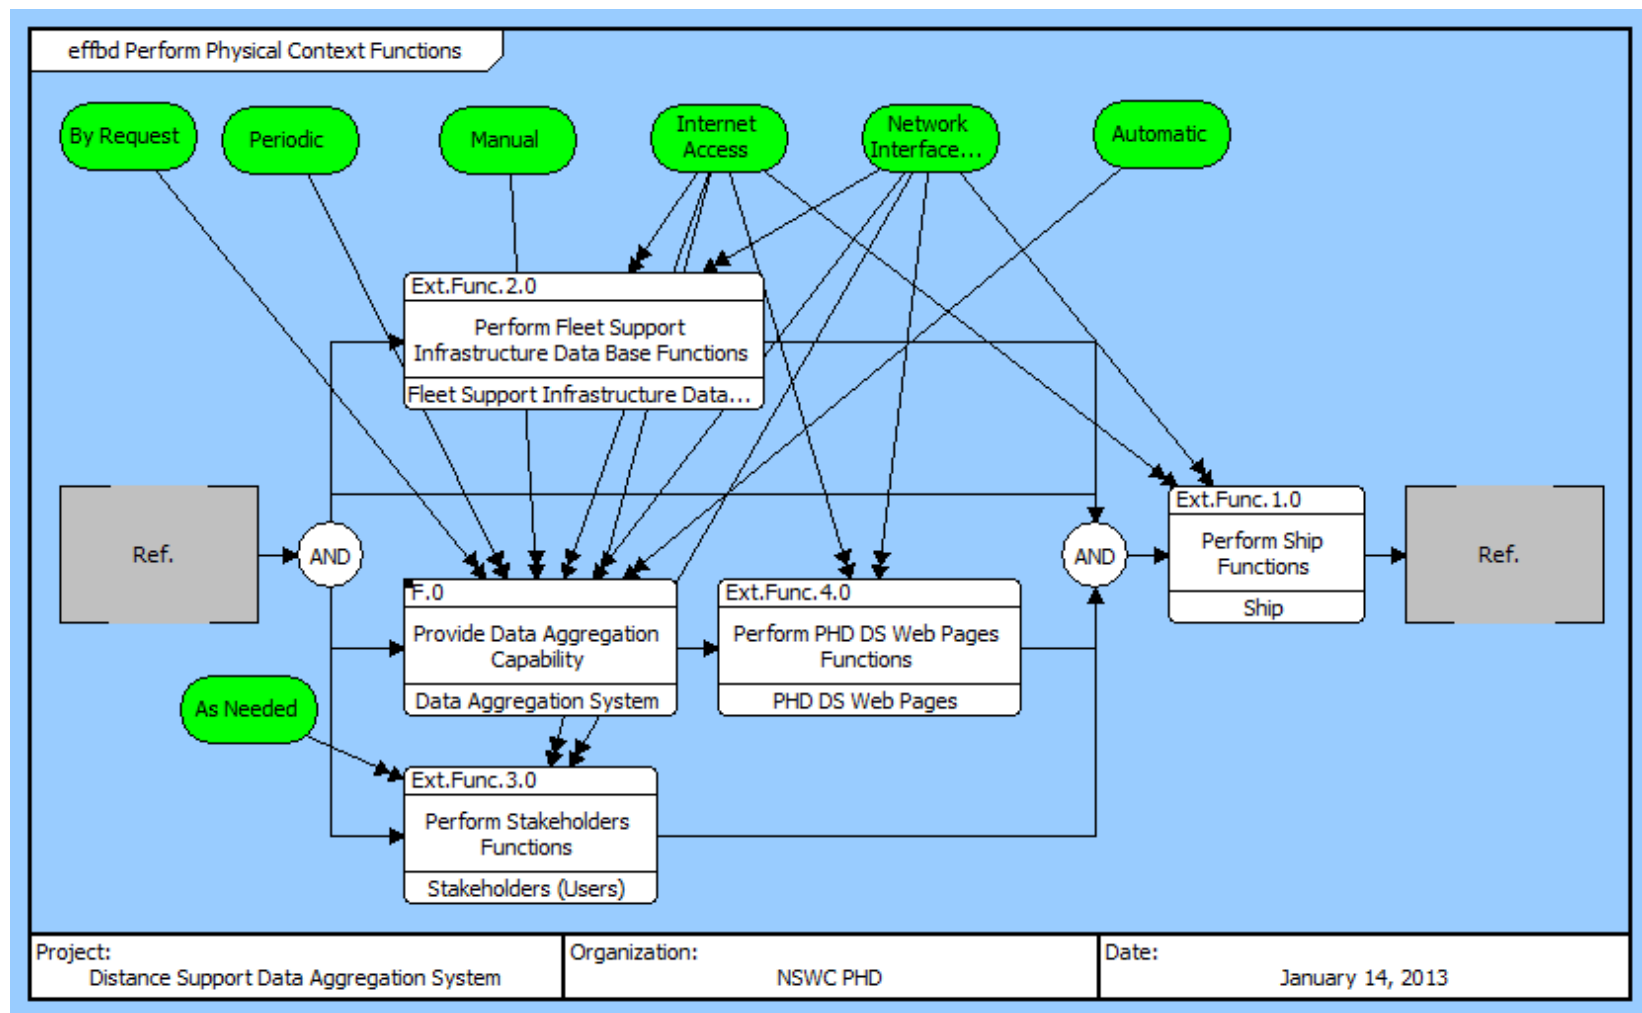 effbd Perform Physical Context Functions
By Request
Periodic
Manual
Internet
Access
Network
Interface...
Automatic
Ext.Func.2.0
Perform Fleet Support
Infrastructure Data Base Functions
Fleet Support Infrastructure Data...
Ref.
AND
F.0
Provide Data Aggregation
Capability
Data Aggregation System
Ext.Func.4.0
Perform PHD DS Web Pages
Functions
PHD DS Web Pages
AND
Ext.Func.1.0
Perform Ship
Functions
Ship
Ref.
As Needed
Ext.Func.3.0
Perform Stakeholders
Functions
Stakeholders (Users)
Project:
Distance Support Data Aggregation System
Organization:
NSWC PHD
Date:
January 14, 2013